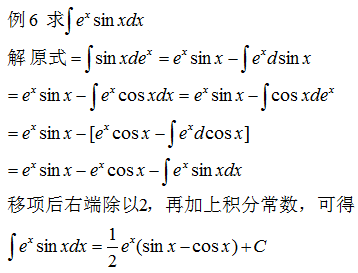 例6 求∫eˣ sin xdx
解 原式=∫sin xdeˣ = eˣ sin x − ∫eˣ d sin x
= eˣ sin x − ∫eˣ cos xdx = eˣ sin x − ∫cos xdeˣ
= eˣ sin x − [eˣ cos x − ∫eˣ d cos x]
= eˣ sin x − eˣ cos x − ∫eˣ sin xdx
移项后右端除以2，再加上积分常数，可得
∫eˣ sin xdx = 1/2 eˣ(sin x − cos x) + C